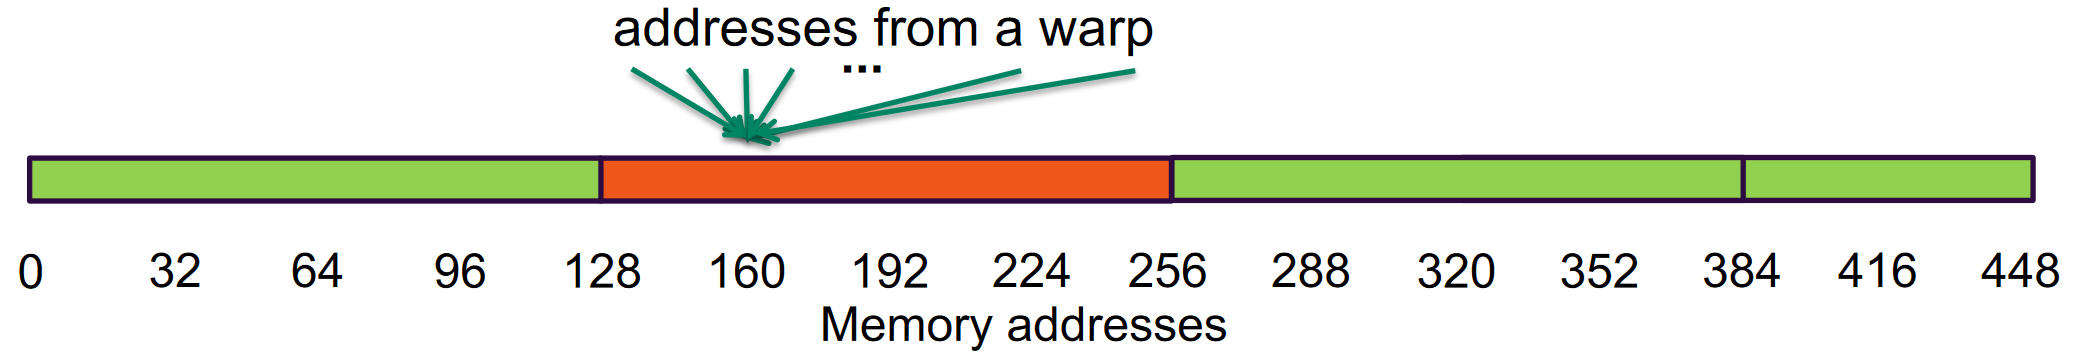 addresses from a warp
...
0 32 64 96 128 160 192 224 256 288 320 352 384 416 448
Memory addresses